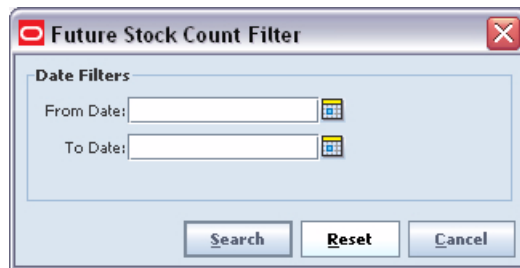 Future Stock Count Filter
Date Filters
From Date:
To Date:
Search Reset Cancel